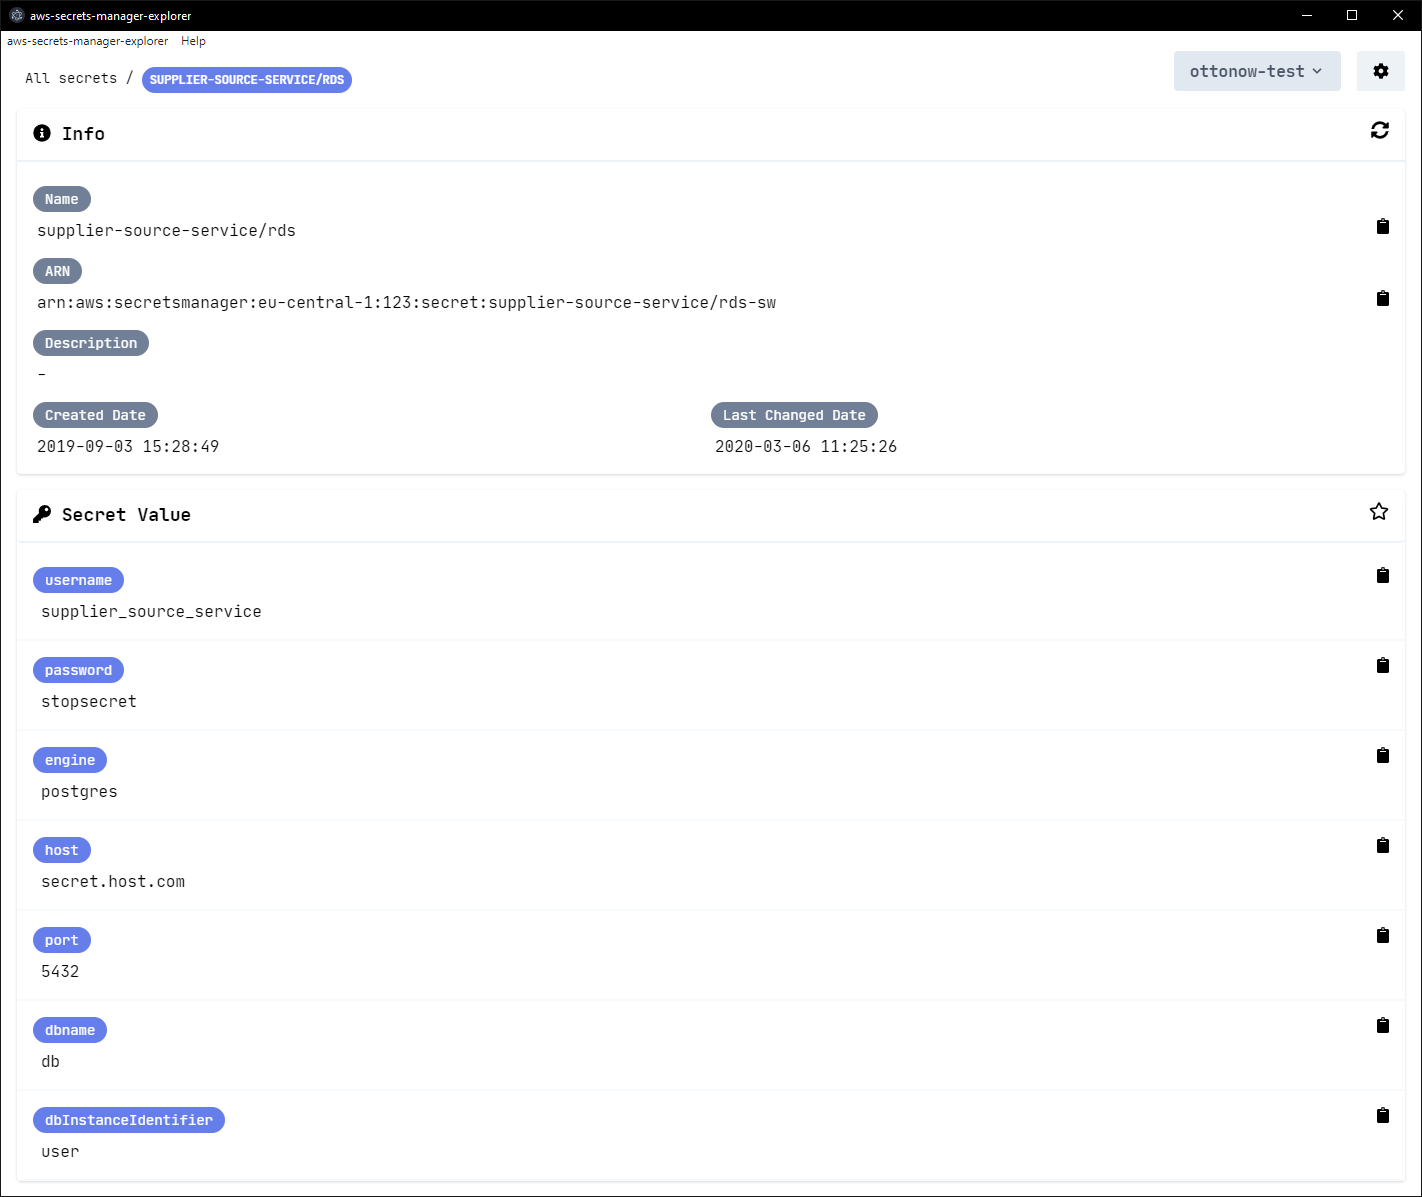 aws-secrets-manager-explorer
aws-secrets-manager-explorer Help
All secrets / SUPPLIER-SOURCE-SERVICE/RDS
ottonow-test
Info
Name
supplier-source-service/rds
ARN
arn:aws:secretsmanager:eu-central-1:123:secret:supplier-source-service/rds-sw
Description
-
Created Date
2019-09-03 15:28:49
Last Changed Date
2020-03-06 11:25:26
Secret Value
username
supplier_source_service
password
stopsecret
engine
postgres
host
secret.host.com
port
5432
dbname
db
dbInstanceIdentifier
user